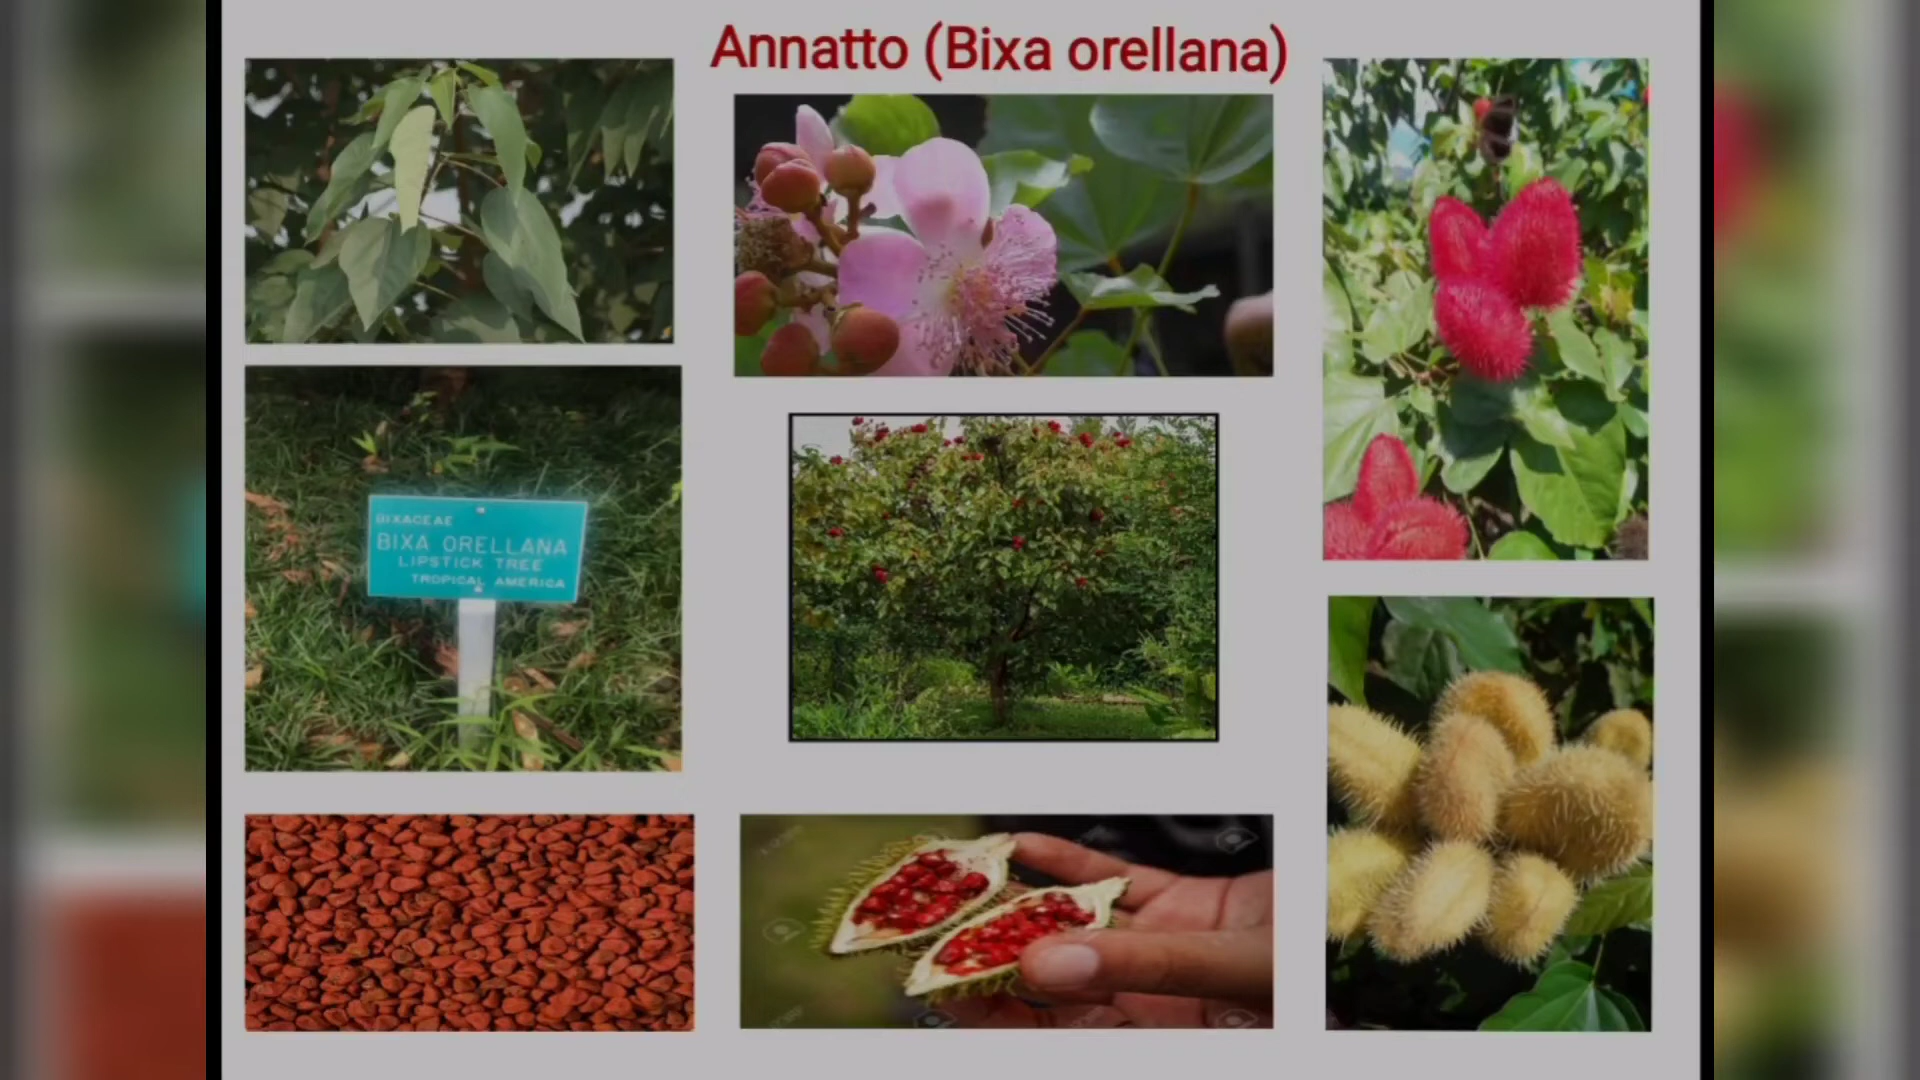 Annatto (Bixa orellana)
BIXACEAE
BIXA ORELLANA
LIPSTICK TREE
TROPICAL AMERICA